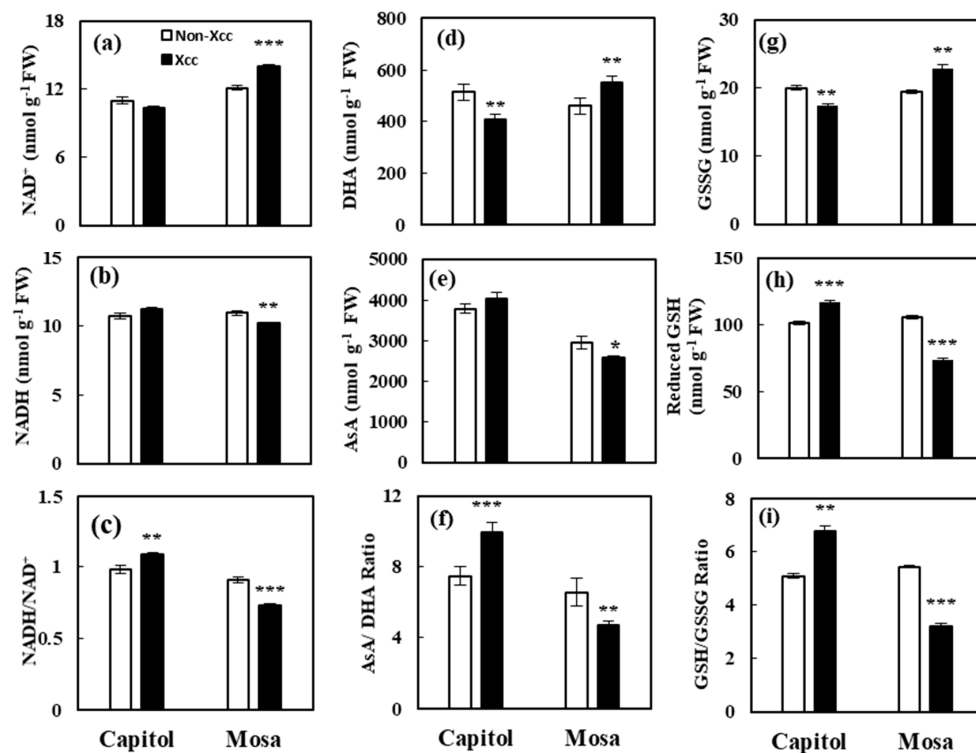 (a)
Non-Xcc
Xcc
***
18
12
6
0
NAD⁺ (nmol g⁻¹ FW)
(d)
**
**
800
600
400
200
0
DHA (nmol g⁻¹ FW)
(g)
**
**
30
20
10
0
GSSG (nmol g⁻¹ FW)
(b)
**
15
10
5
0
NADH (nmol g⁻¹ FW)
(e)
*
5000
4000
3000
2000
1000
0
AsA (nmol g⁻¹ FW)
(h)
***
***
150
100
50
0
Reduced GSH
(nmol g⁻¹ FW)
(c)
**
***
1.5
1
0.5
0
NADH/NAD⁺
Capitol Mosa
(f)
***
**
12
8
4
0
AsA/ DHA Ratio
Capitol Mosa
(i)
**
***
8
6
4
2
0
GSH/GSSG Ratio
Capitol Mosa